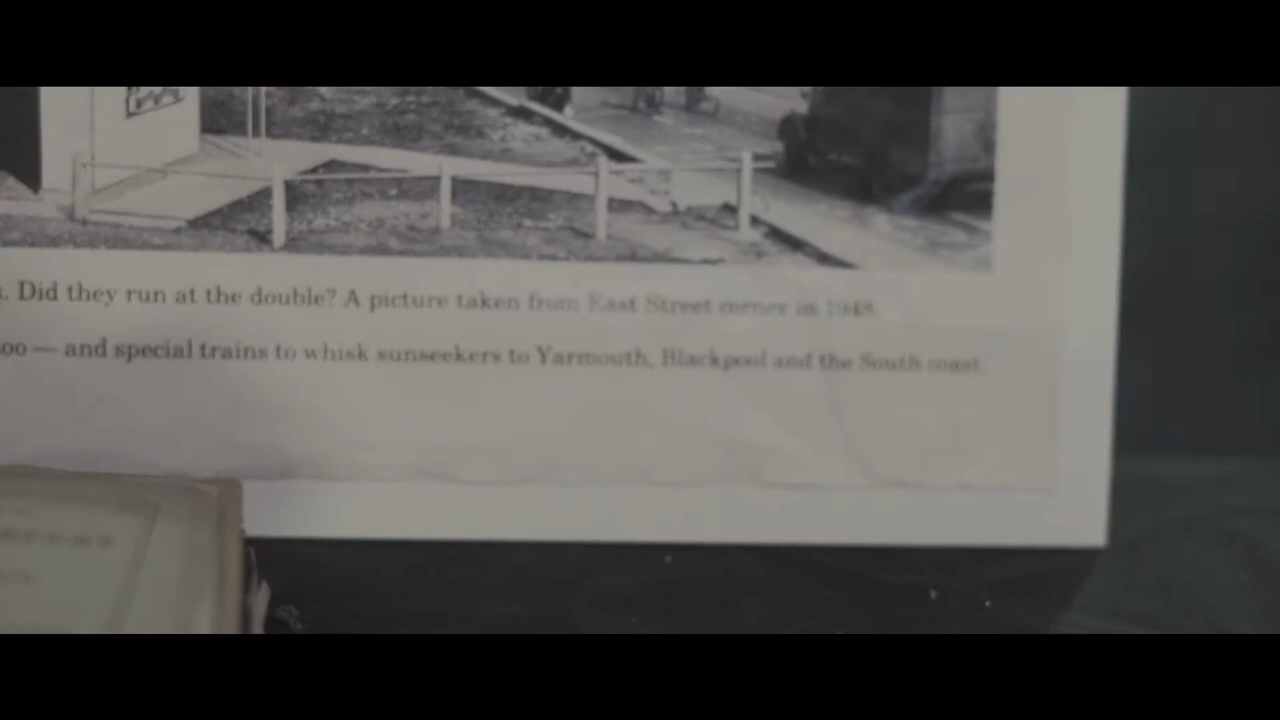 s. Did they run at the double? A picture taken from East Street corner in 1948.
oo — and special trains to whisk sunseekers to Yarmouth, Blackpool and the South coast.